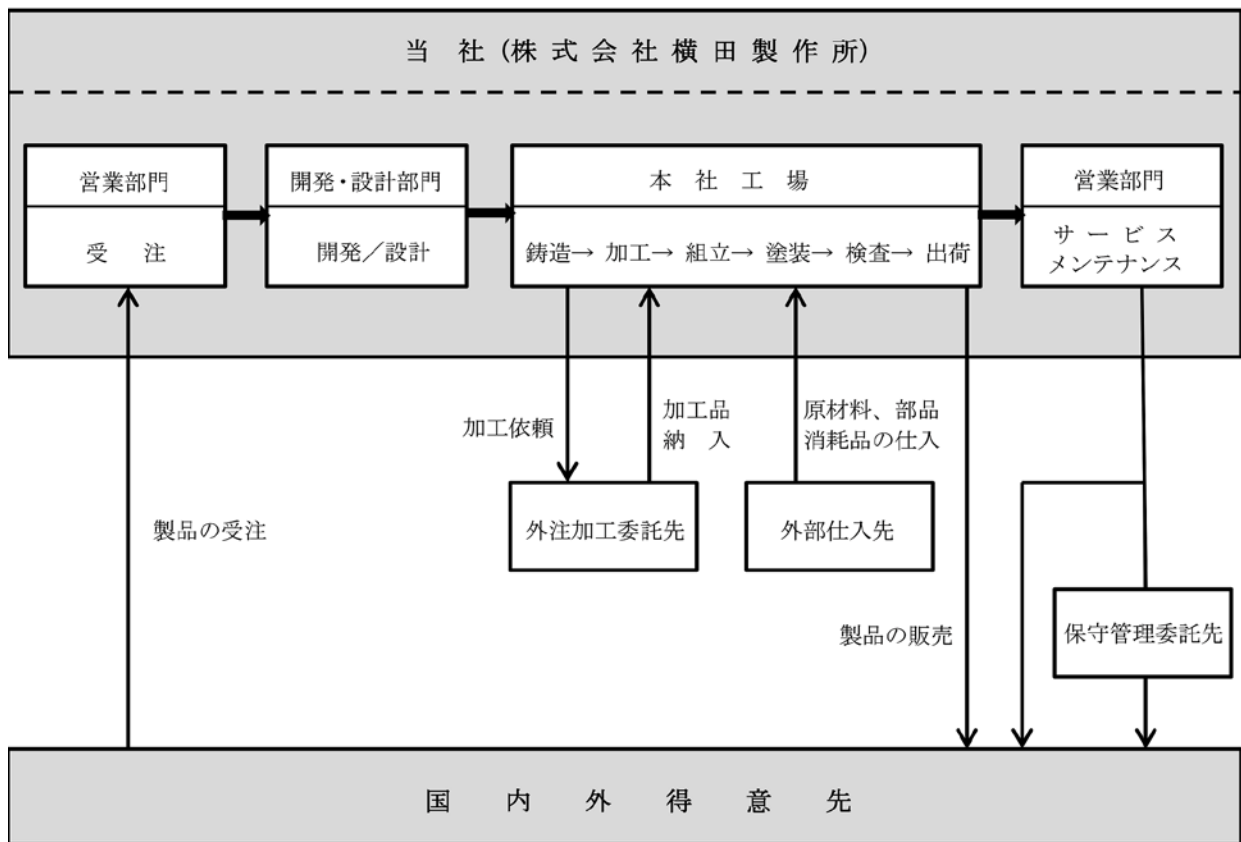 当社(株式会社横田製作所)
営業部門
受注
開発・設計部門
開発／設計
本社工場
鋳造→ 加工→ 組立→ 塗装→ 検査→ 出荷
営業部門
サービス
メンテナンス
製品の受注
加工依頼
加工品
納入
原材料、部品
消耗品の仕入
外注加工委託先
外部仕入先
製品の販売
保守管理委託先
国内外得意先